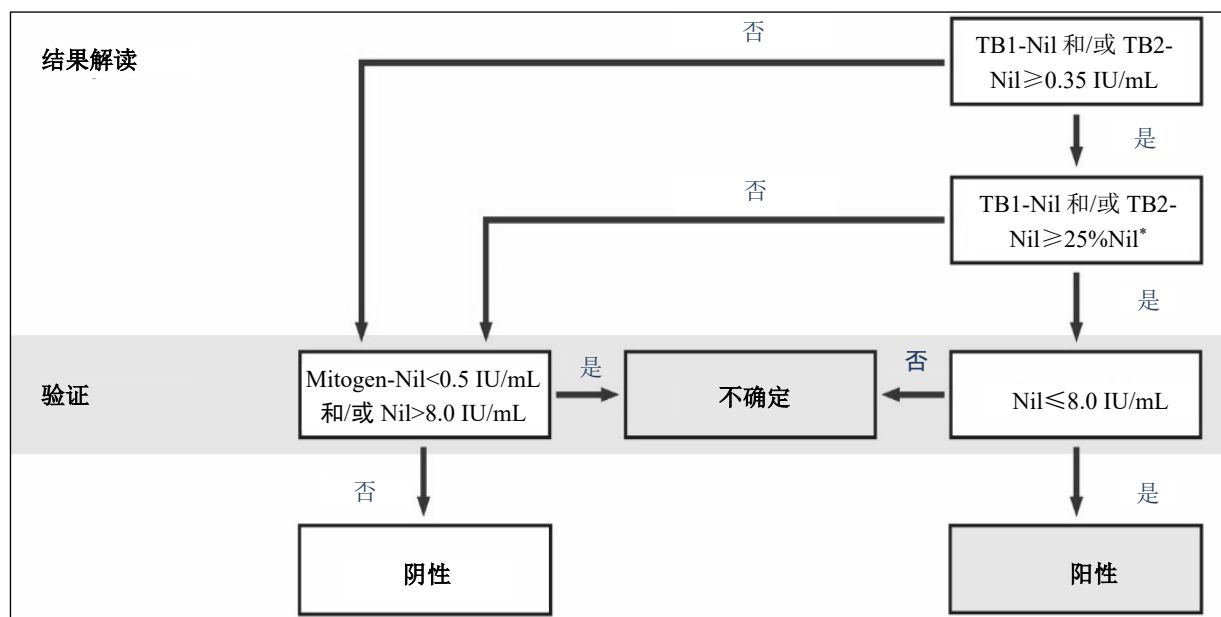 否
结果解读
TB1-Nil 和/或 TB2-
Nil≥0.35 IU/mL
是
否
TB1-Nil 和/或 TB2-
Nil≥25%Nil*
是
验证
Mitogen-Nil<0.5 IU/mL
和/或 Nil>8.0 IU/mL
是
不确定
否
Nil≤8.0 IU/mL
否
是
阴性
阳性